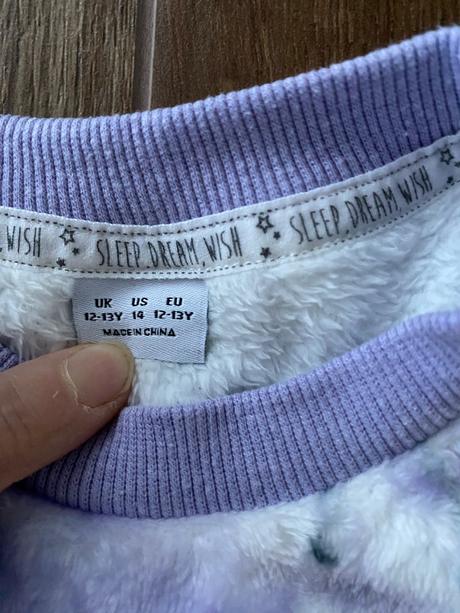 WISH SLEEP, DREAM, WISH SLEEP, DREAM, WISH
UK US EU
12-13Y 14 12-13Y
MADE IN CHINA